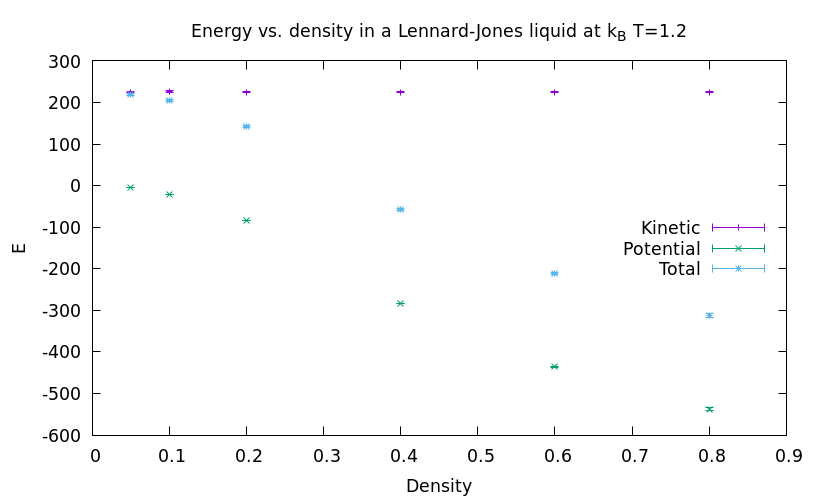 Energy vs. density in a Lennard-Jones liquid at k_B T=1.2
300
200
100
0
-100
-200
-300
-400
-500
-600
E
Kinetic
Potential
Total
0 0.1 0.2 0.3 0.4 0.5 0.6 0.7 0.8 0.9
Density